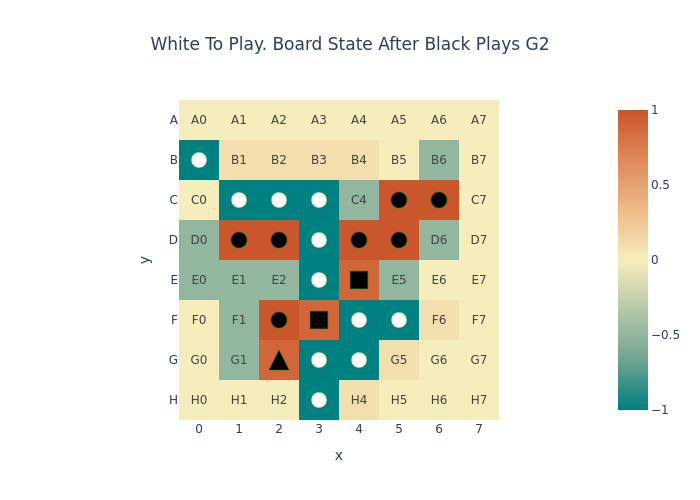 White To Play. Board State After Black Plays G2
A A0 A1 A2 A3 A4 A5 A6 A7
B B1 B2 B3 B4 B5 B6 B7
C C0 C4 C7
D D0 D6 D7
E E0 E1 E2 E5 E6 E7
F F0 F1 F6 F7
G G0 G1 G5 G6 G7
H H0 H1 H2 H4 H5 H6 H7
0 1 2 3 4 5 6 7
x
y
1
0.5
0
−0.5
−1